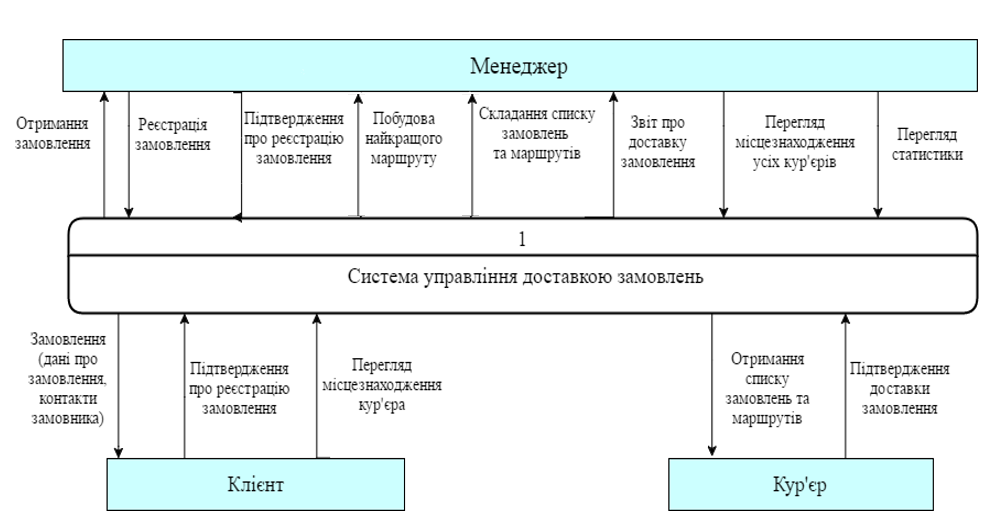 Менеджер
Отримання
замовлення
Реєстрація
замовлення
Підтвердження
про реєстрацію
замовлення
Побудова
найкращого
маршруту
Складання списку
замовлень
та маршрутів
Звіт про
доставку
замовлення
Перегляд
місцезнаходження
усіх кур'єрів
Перегляд
статистики
1
Система управління доставкою замовлень
Замовлення
(дані про
замовлення,
контакти
замовника)
Підтвердження
про реєстрацію
замовлення
Перегляд
місцезнаходження
кур'єра
Отримання
списку
замовлень та
маршрутів
Підтвердження
доставки
замовлення
Клієнт
Кур'єр